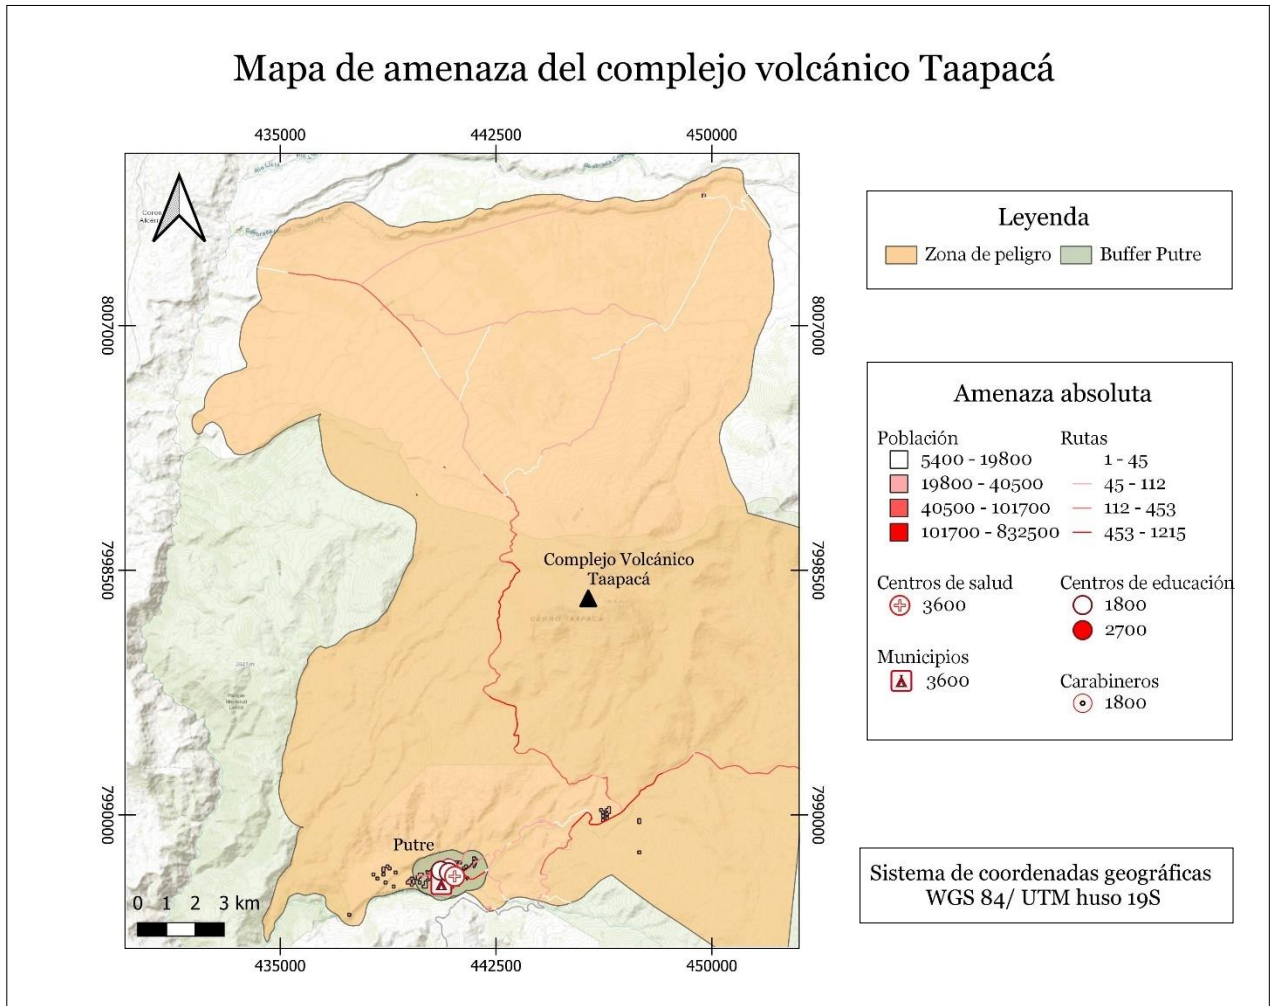 Mapa de amenaza del complejo volcánico Taapacá
435000
442500
450000
8007000
7998500
7990000
8007000
7998500
7990000
Complejo Volcánico
Taapacá
CERRO TAAPACA
Putre
0 1 2 3 km
435000
442500
450000
Leyenda
Zona de peligro
Buffer Putre
Amenaza absoluta
Población
5400 - 19800
19800 - 40500
40500 - 101700
101700 - 832500
Rutas
1 - 45
45 - 112
112 - 453
453 - 1215
Centros de salud
3600
Centros de educación
1800
2700
Municipios
3600
Carabineros
1800
Sistema de coordenadas geográficas
WGS 84/ UTM huso 19S